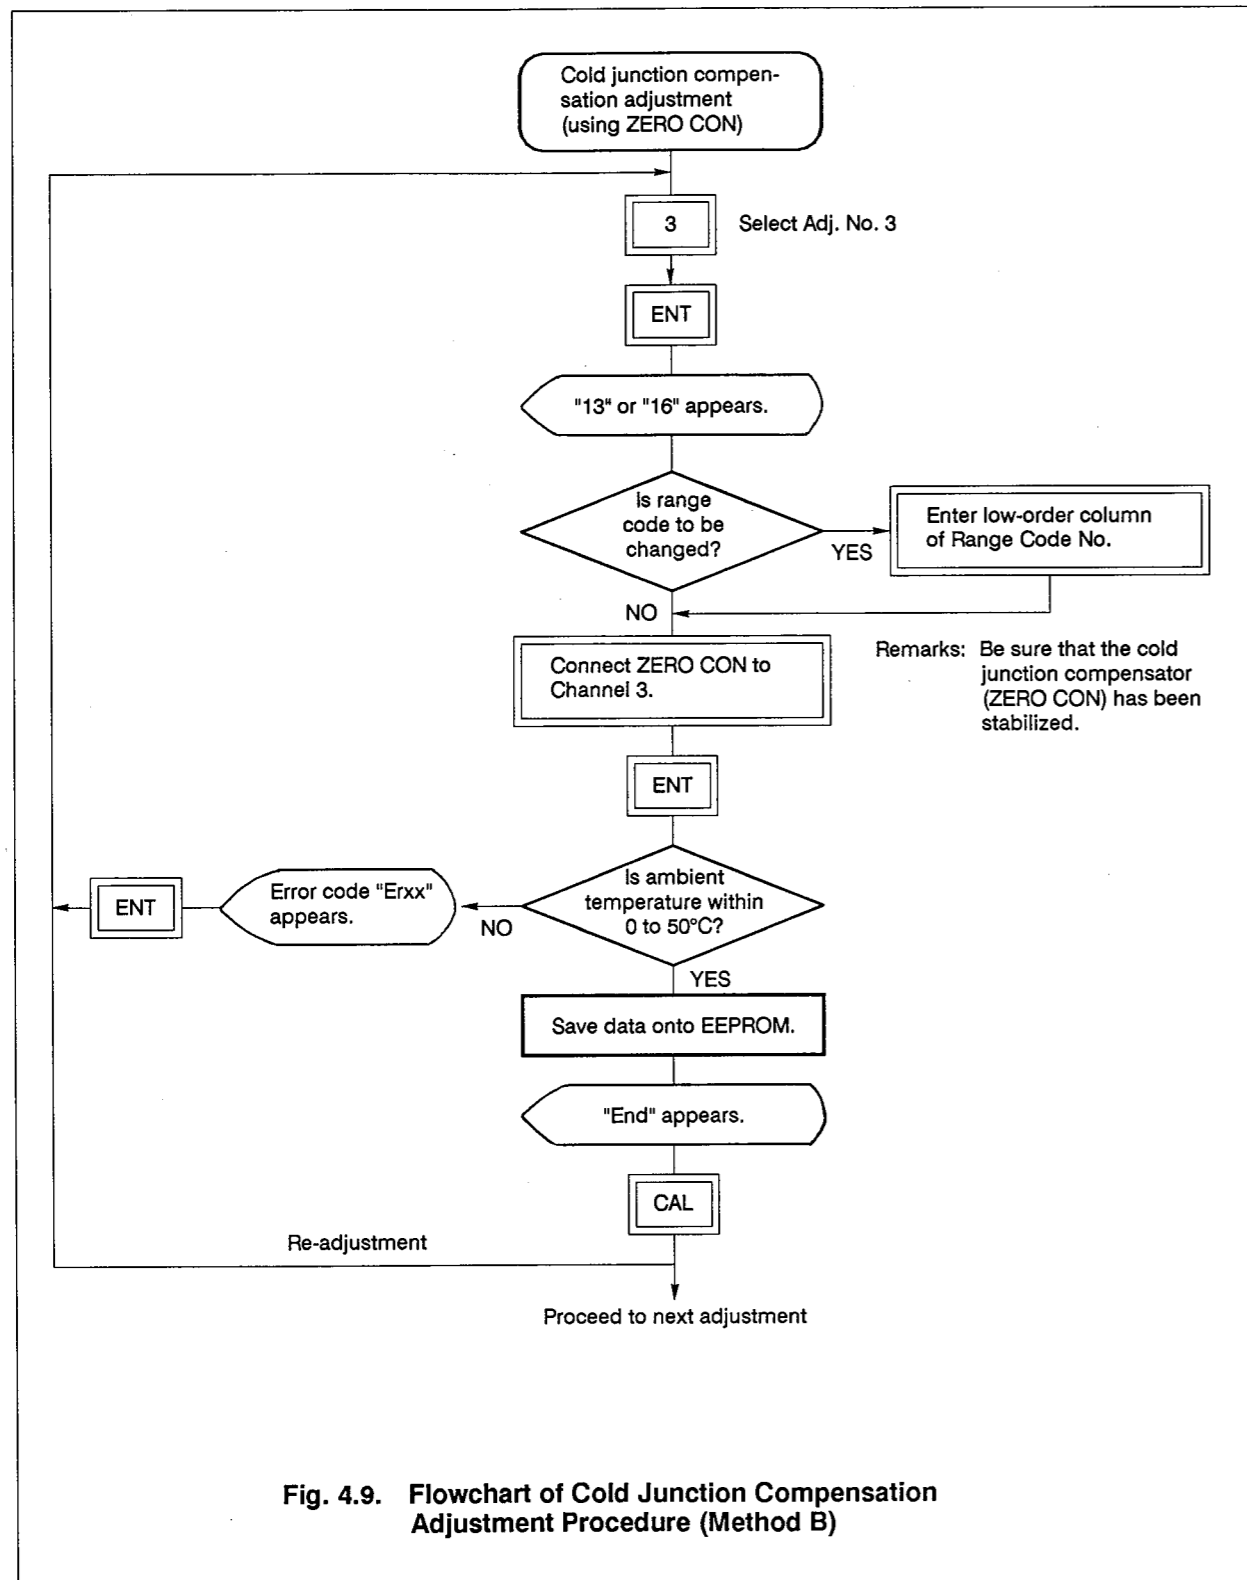 Cold junction compen-
sation adjustment
(using ZERO CON)
3
Select Adj. No. 3
ENT
"13" or "16" appears.
Is range
code to be
changed?
YES
Enter low-order column
of Range Code No.
NO
Connect ZERO CON to
Channel 3.
Remarks: Be sure that the cold
junction compensator
(ZERO CON) has been
stabilized.
ENT
Is ambient
temperature within
0 to 50°C?
NO
Error code "Erxx"
appears.
ENT
YES
Save data onto EEPROM.
"End" appears.
CAL
Re-adjustment
Proceed to next adjustment
Fig. 4.9. Flowchart of Cold Junction Compensation
Adjustment Procedure (Method B)